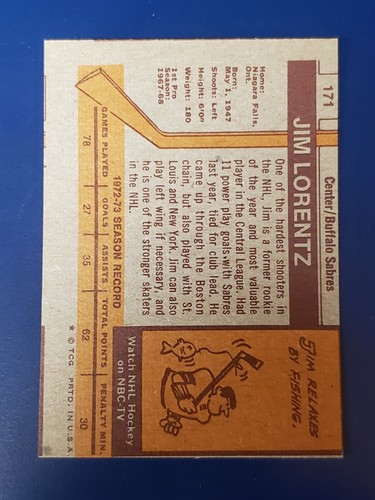 171
Center/Buffalo Sabres
JIM LORENTZ
Home:
Niagara Falls,
Ont.
Born:
May 1, 1947
Shoots: Left
Height: 6'0"
Weight: 180
1st Pro
Season:
1967-68
One of the hardest shooters in
the NHL, Jim is a former rookie
of the year and most valuable
player in the Central League. Had
11 power play goals with Sabres
last year, tied for club lead. He
came up through the Boston
chain, but also played with St.
Louis and New York. Jim can also
play left wing if necessary, and
he is one of the stronger skaters
in the NHL.
JIM RELAXES
BY FISHING.
Watch NHL Hockey
on NBC-TV
1972-73 SEASON RECORD
GAMES PLAYED GOALS ASSISTS TOTAL POINTS PENALTY MIN.
78 27 35 62 30
* © TCG PRTD. IN U.S.A